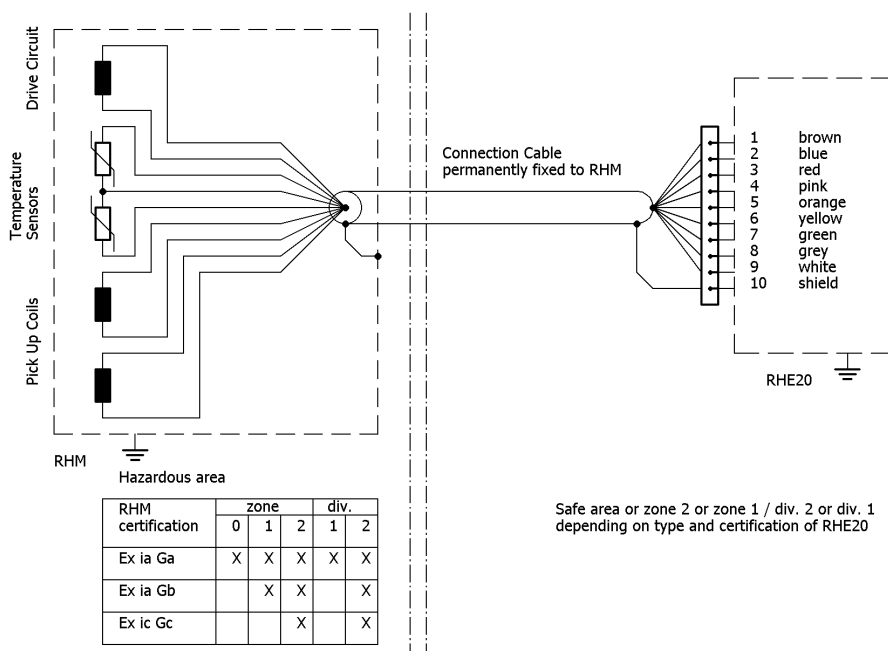 Drive Circuit
Temperature
Sensors
Pick Up Coils
Connection Cable
permanently fixed to RHM
1 brown
2 blue
3 red
4 pink
5 orange
6 yellow
7 green
8 grey
9 white
10 shield
RHE20
RHM
Hazardous area
RHM certification zone div.
0 1 2 1 2
Ex ia Ga X X X X X
Ex ia Gb X X X
Ex ic Gc X X
Safe area or zone 2 or zone 1 / div. 2 or div. 1
depending on type and certification of RHE20